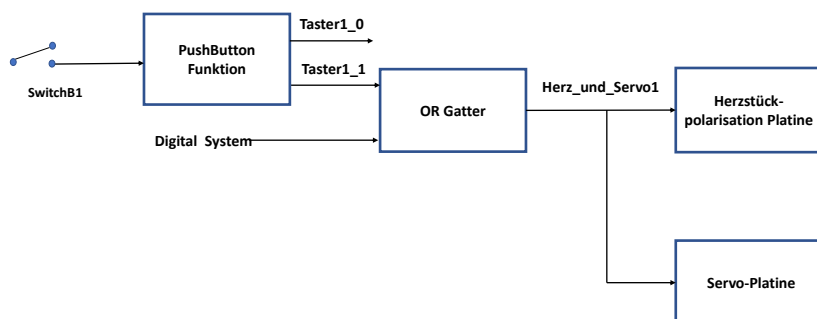 Taster1_0
PushButton
Funktion
Taster1_1
SwitchB1
OR Gatter
Herz_und_Servo1
Herzstück-
polarisation Platine
Digital System
Servo-Platine